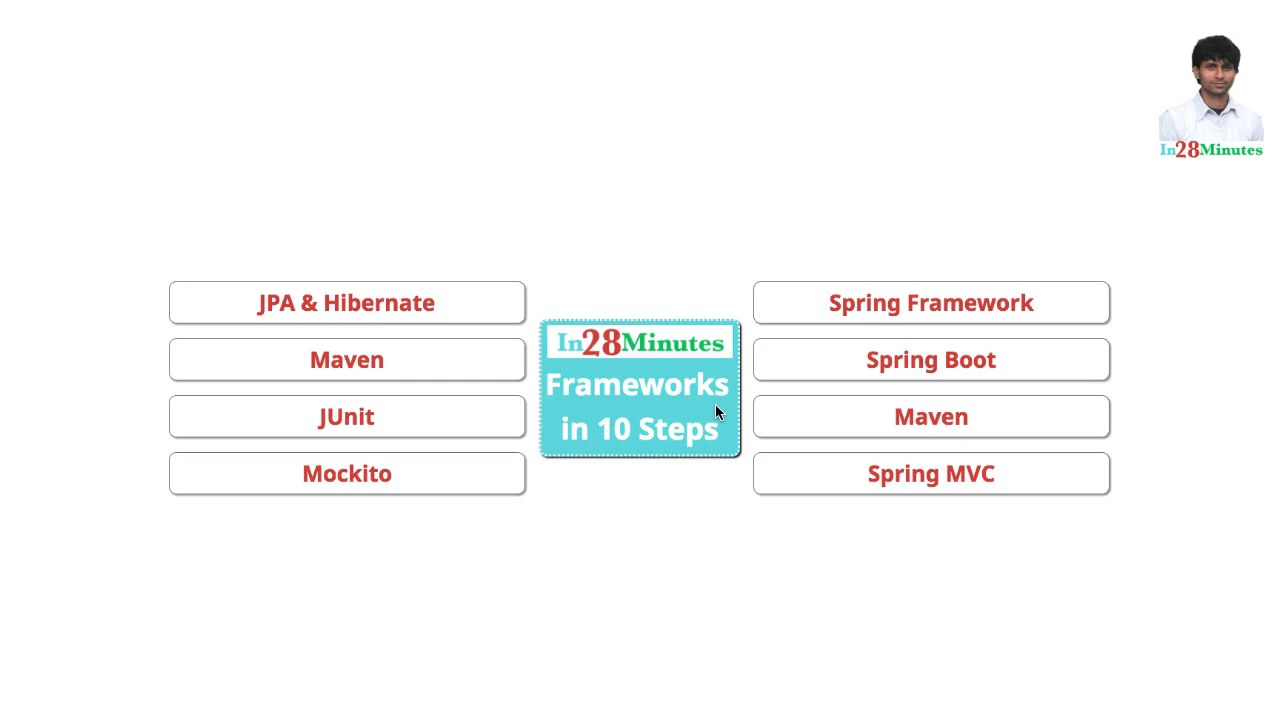 In28Minutes
JPA & Hibernate
Maven
JUnit
Mockito
In28Minutes
Frameworks
in 10 Steps
Spring Framework
Spring Boot
Maven
Spring MVC